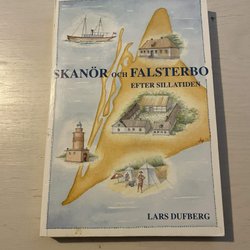 SKANÖR OCH FALSTERBO
EFTER SILLATIDEN
LARS DUFBERG